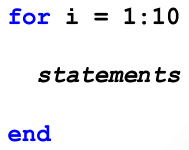 for i = 1:10
statements
end